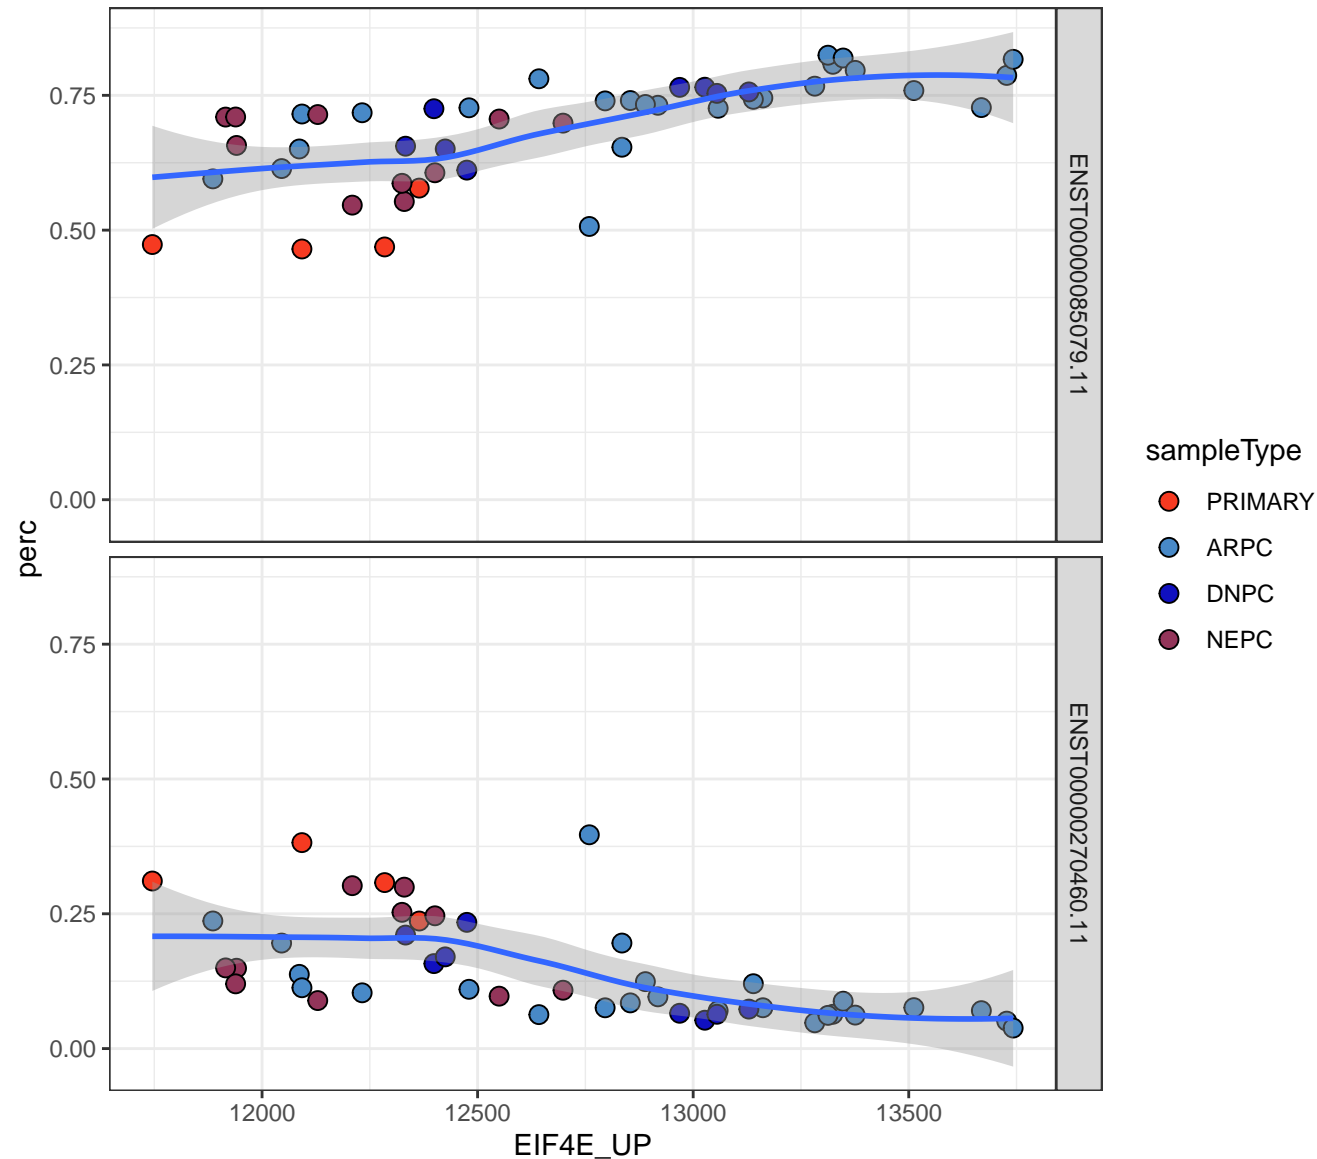 0.75
0.50
0.25
0.00
ENST00000085079.11
perc
0.75
0.50
0.25
0.00
ENST00000270460.11
12000
12500
13000
13500
EIF4E_UP
sampleType
PRIMARY
ARPC
DNPC
NEPC